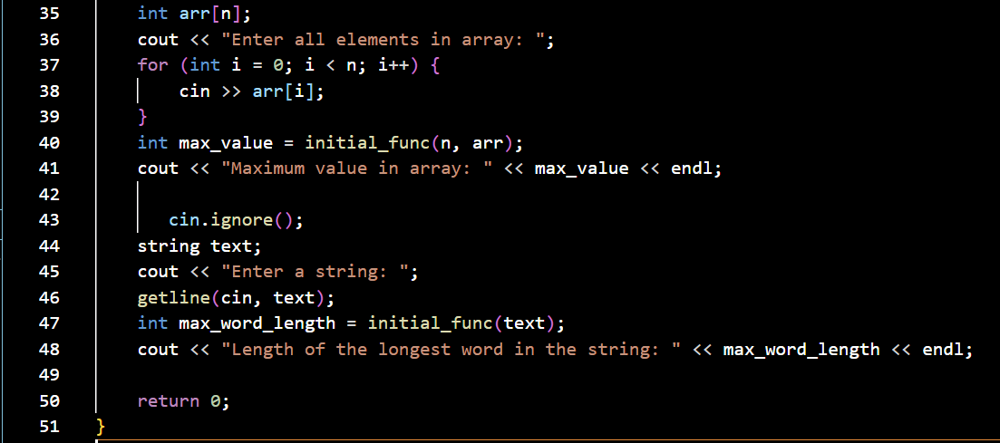 35 int arr[n];
36 cout << "Enter all elements in array: ";
37 for (int i = 0; i < n; i++) {
38 cin >> arr[i];
39 }
40 int max_value = initial_func(n, arr);
41 cout << "Maximum value in array: " << max_value << endl;
42
43 cin.ignore();
44 string text;
45 cout << "Enter a string: ";
46 getline(cin, text);
47 int max_word_length = initial_func(text);
48 cout << "Length of the longest word in the string: " << max_word_length << endl;
49
50 return 0;
51 }